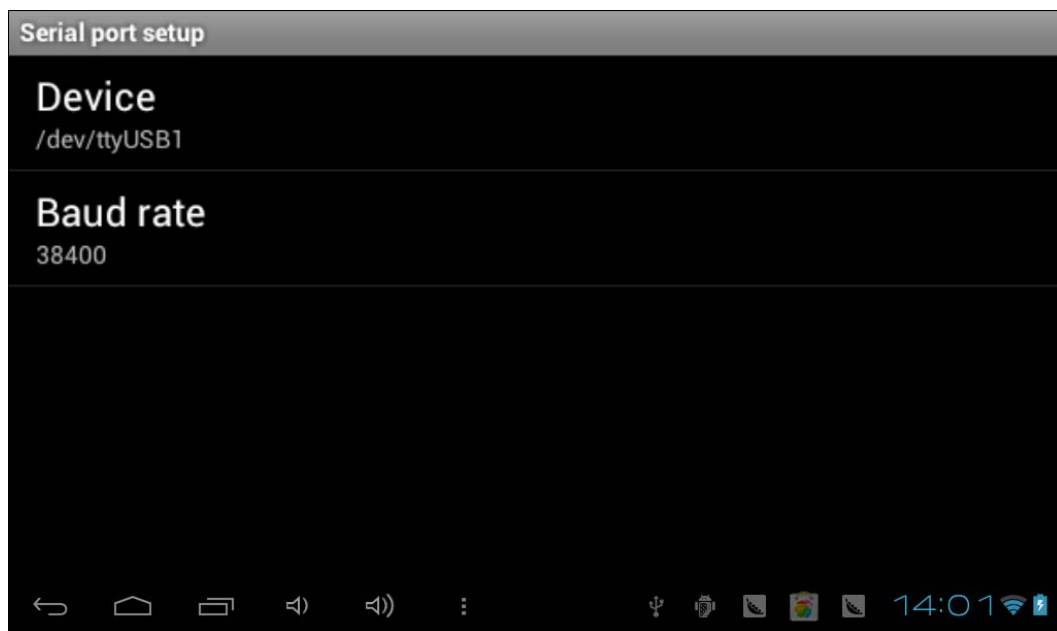 Serial port setup
Device
/dev/ttyUSB1
Baud rate
38400
14:01